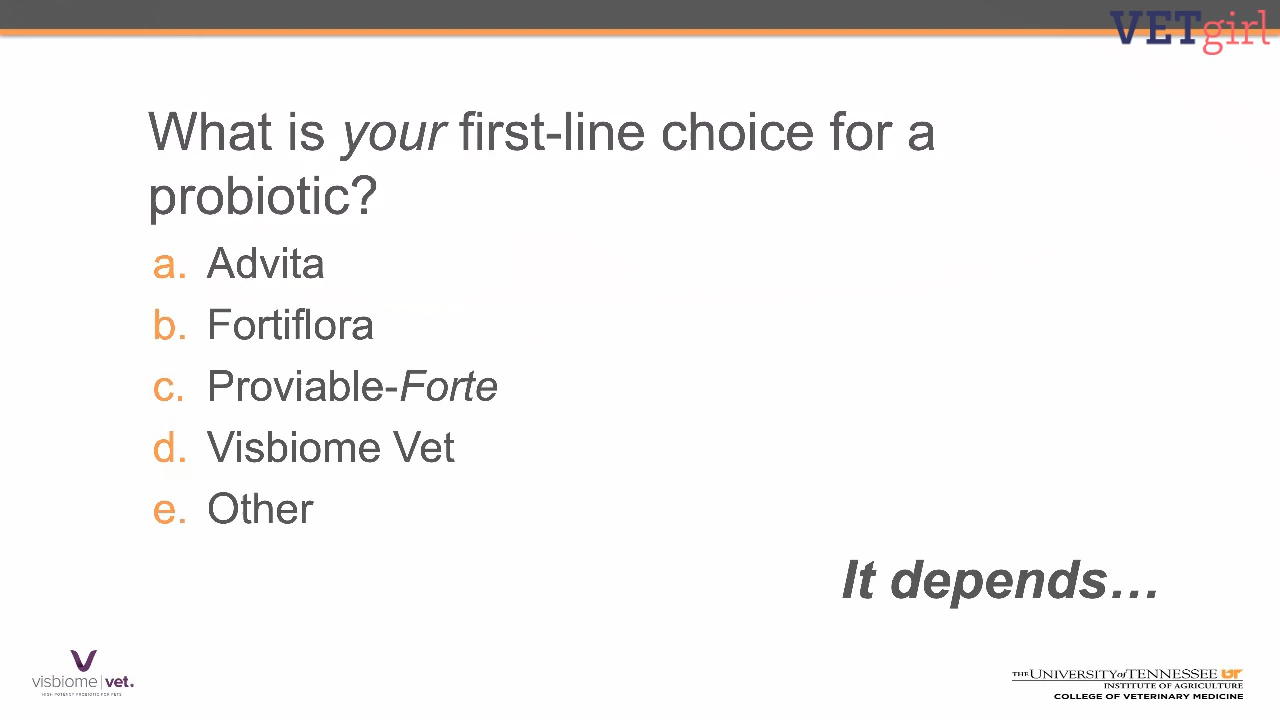 VETgirl
What is your first-line choice for a
probiotic?
a. Advita
b. Fortiflora
c. Proviable-Forte
d. Visbiome Vet
e. Other
It depends…
visbiome|vet.
HIGH POTENCY PROBIOTIC FOR PETS
THE UNIVERSITY of TENNESSEE UT
INSTITUTE OF AGRICULTURE
COLLEGE OF VETERINARY MEDICINE